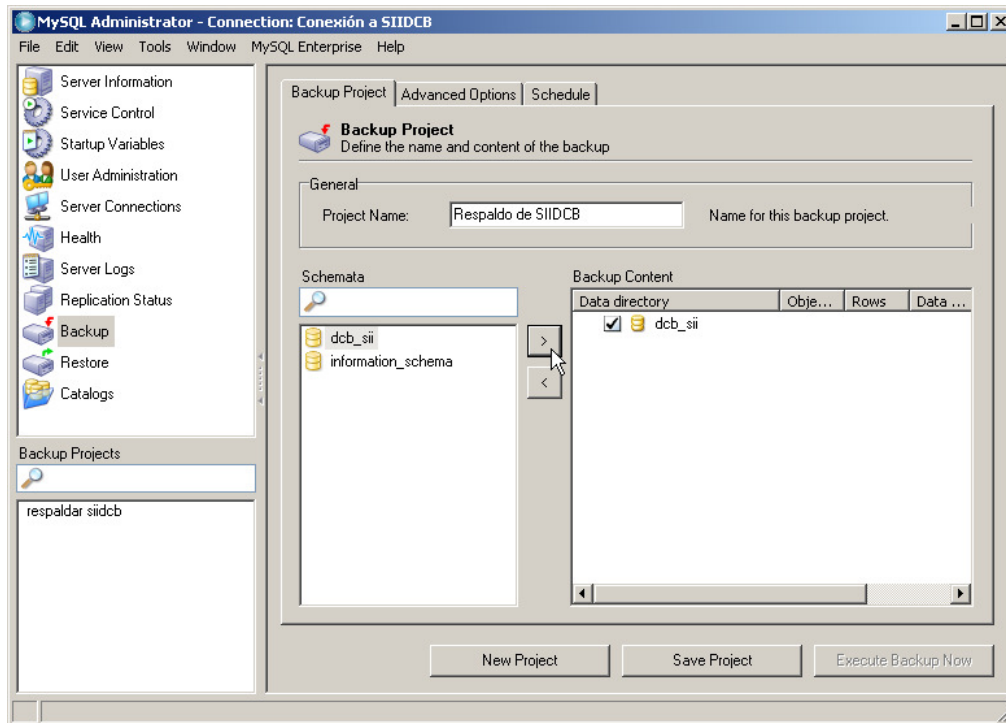 MySQL Administrator - Connection: Conexión a SIIDCB
File Edit View Tools Window MySQL Enterprise Help
Server Information
Service Control
Startup Variables
User Administration
Server Connections
Health
Server Logs
Replication Status
Backup
Restore
Catalogs
Backup Projects
respaldar siidcb
Backup Project Advanced Options Schedule
Backup Project
Define the name and content of the backup
General
Project Name: Respaldo de SIIDCB Name for this backup project.
Schemata
dcb_sii
information_schema
>
<
Backup Content
Data directory Obje... Rows Data ...
dcb_sii
New Project Save Project Execute Backup Now